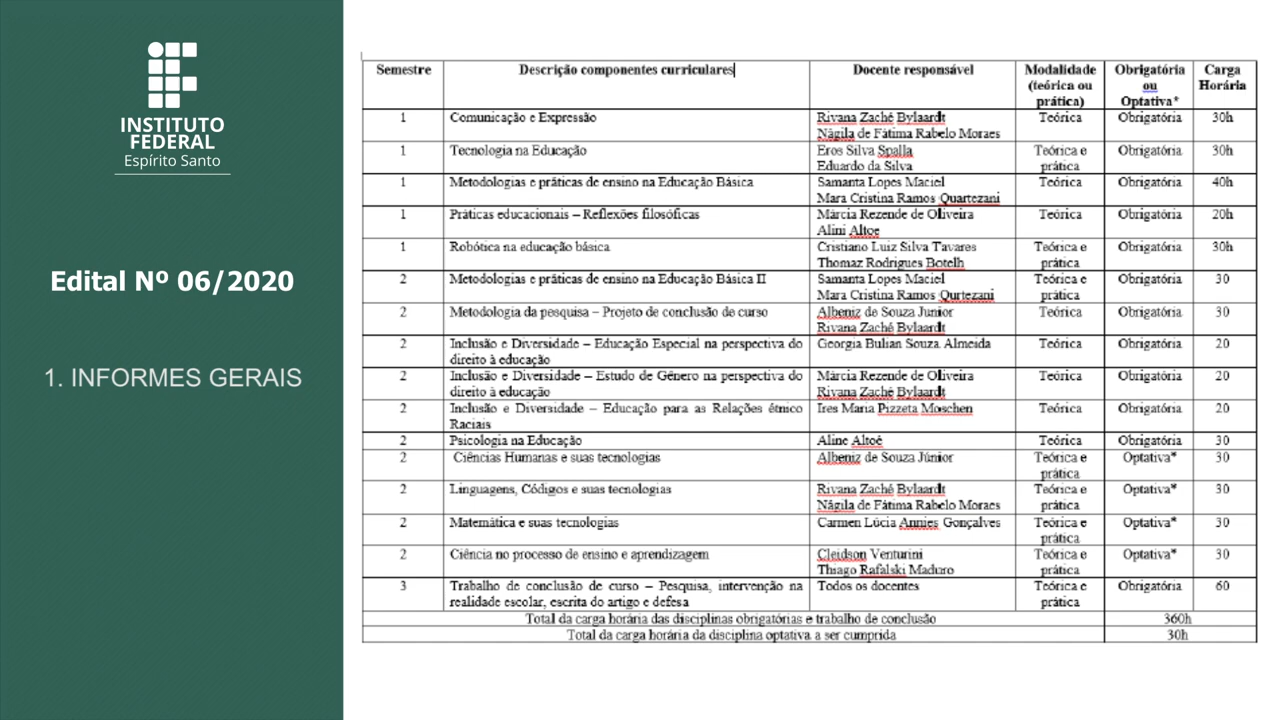 INSTITUTO
FEDERAL
Espírito Santo
Edital Nº 06/2020
1. INFORMES GERAIS
Semestre Descrição componentes curriculares Docente responsável Modalidade (teórica ou prática) Obrigatória ou Optativa* Carga Horária
1 Comunicação e Expressão Rivana Zaché Bylaardt Teórica Obrigatória 30h
Nágila de Fátima Rabelo Moraes
1 Tecnologia na Educação Eros Silva Spalla Teórica e Obrigatória 30h
Eduardo da Silva prática
1 Metodologias e práticas de ensino na Educação Básica Samanta Lopes Maciel Teórica Obrigatória 40h
Mara Cristina Ramos Quartezani
1 Práticas educacionais – Reflexões filosóficas Márcia Rezende de Oliveira Teórica Obrigatória 20h
Alini Altoe
1 Robótica na educação básica Cristiano Luiz Silva Tavares Teórica e Obrigatória 30h
Thomaz Rodrigues Botelh prática
2 Metodologias e práticas de ensino na Educação Básica II Samanta Lopes Maciel Teórica e Obrigatória 30
Mara Cristina Ramos Qurtezani prática
2 Metodologia da pesquisa – Projeto de conclusão de curso Albeniz de Souza Junior Teórica Obrigatória 30
Rivana Zaché Bylaardt
2 Inclusão e Diversidade – Educação Especial na perspectiva do Georgia Bulian Souza Almeida Teórica Obrigatória 20
direito à educação
2 Inclusão e Diversidade – Estudo de Gênero na perspectiva do Márcia Rezende de Oliveira Teórica Obrigatória 20
direito à educação Rivana Zaché Bylaardt
2 Inclusão e Diversidade – Educação para as Relações étnico Ires Maria Pizzeta Moschen Teórica Obrigatória 20
Raciais
2 Psicologia na Educação Aline Altoé Teórica Obrigatória 30
2 Ciências Humanas e suas tecnologias Albeniz de Souza Júnior Teórica e Optativa* 30
prática
2 Linguagens, Códigos e suas tecnologias Rivana Zaché Bylaardt Teórica e Optativa* 30
Nágila de Fátima Rabelo Moraes prática
2 Matemática e suas tecnologias Carmen Lúcia Annies Gonçalves Teórica e Optativa* 30
prática
2 Ciência no processo de ensino e aprendizagem Cleidson Venturini Teórica e Optativa* 30
Thiago Rafalski Maduro prática
3 Trabalho de conclusão de curso – Pesquisa, intervenção na Todos os docentes Teórica e Obrigatória 60
realidade escolar, escrita do artigo e defesa prática
Total da carga horária das disciplinas obrigatórias e trabalho de conclusão 360h
Total da carga horária da disciplina optativa a ser cumprida 30h